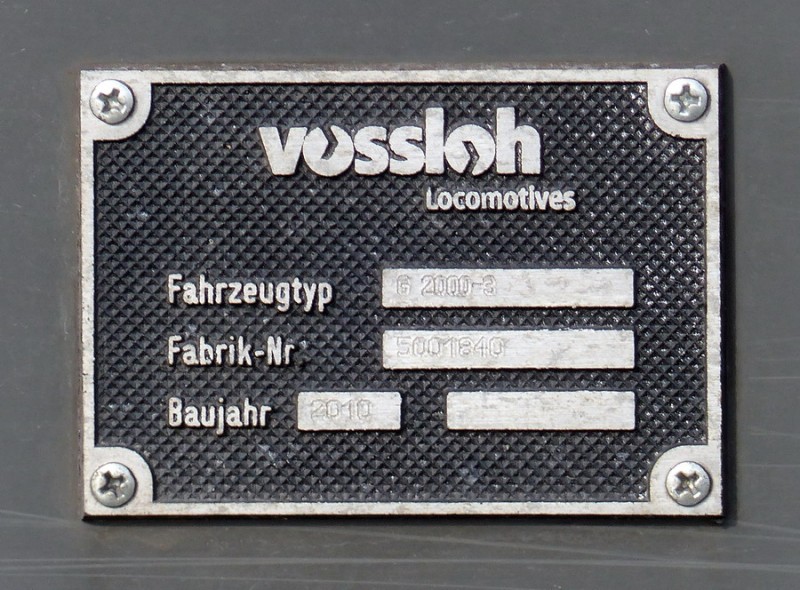 vossloh
Locomotives
Fahrzeugtyp G 2000-3
Fabrik-Nr. 5001840
Baujahr 2010